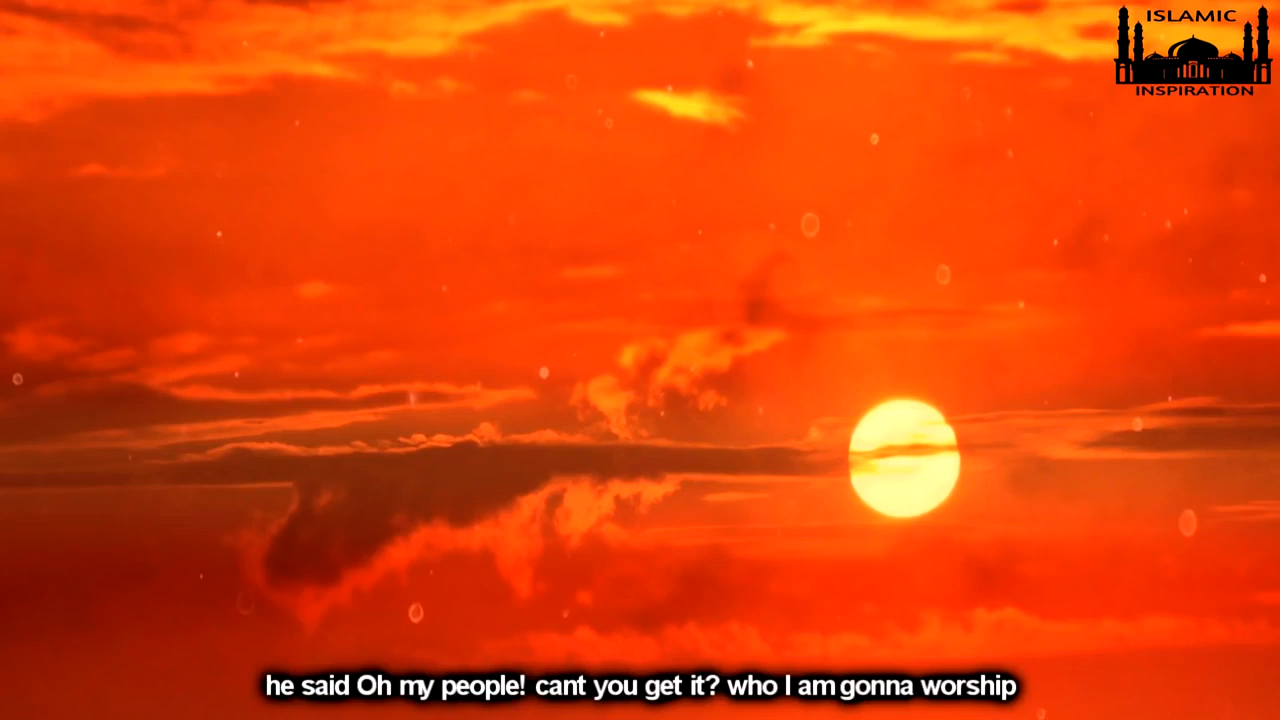 ISLAMIC
INSPIRATION
he said Oh my people! cant you get it? who I am gonna worship